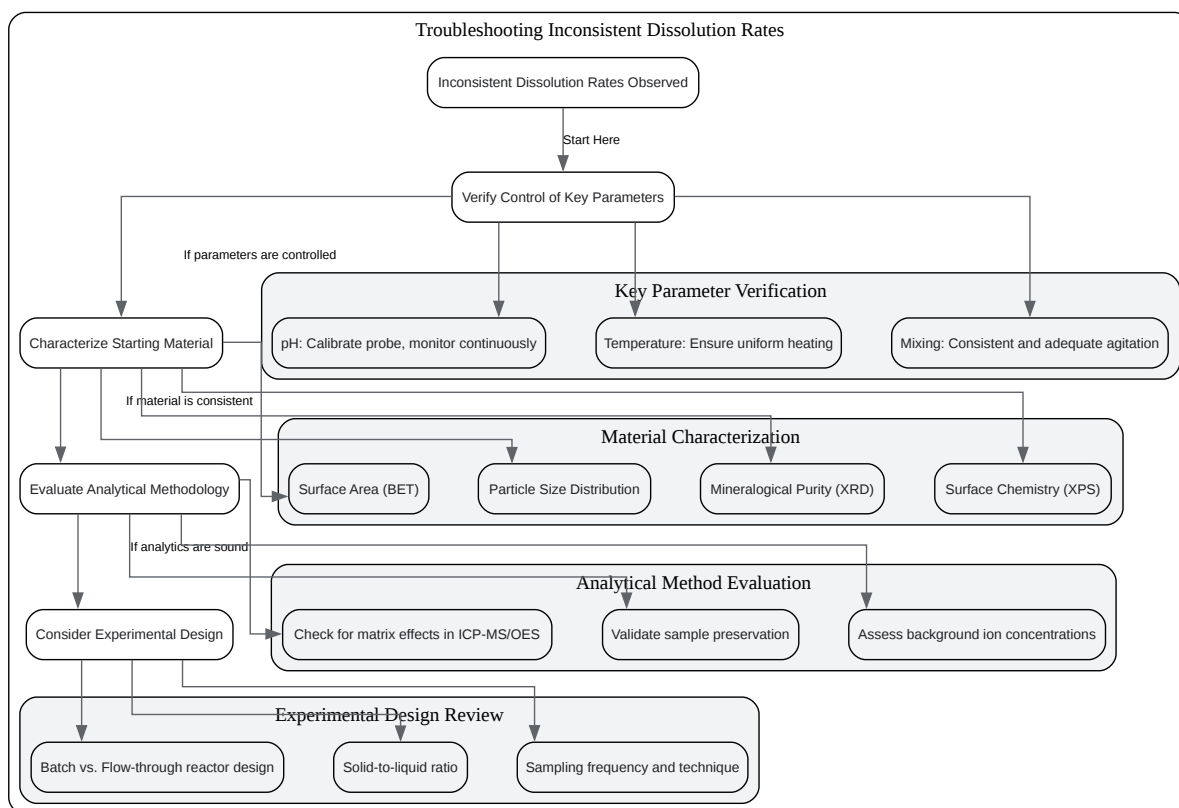 Troubleshooting Inconsistent Dissolution Rates
Inconsistent Dissolution Rates Observed
Start Here
Verify Control of Key Parameters
If parameters are controlled
Key Parameter Verification
Characterize Starting Material
pH: Calibrate probe, monitor continuously
Temperature: Ensure uniform heating
Mixing: Consistent and adequate agitation
If material is consistent
Material Characterization
Evaluate Analytical Methodology
Surface Area (BET)
Particle Size Distribution
Mineralogical Purity (XRD)
Surface Chemistry (XPS)
If analytics are sound
Analytical Method Evaluation
Consider Experimental Design
Check for matrix effects in ICP-MS/OES
Validate sample preservation
Assess background ion concentrations
Experimental Design Review
Batch vs. Flow-through reactor design
Solid-to-liquid ratio
Sampling frequency and technique